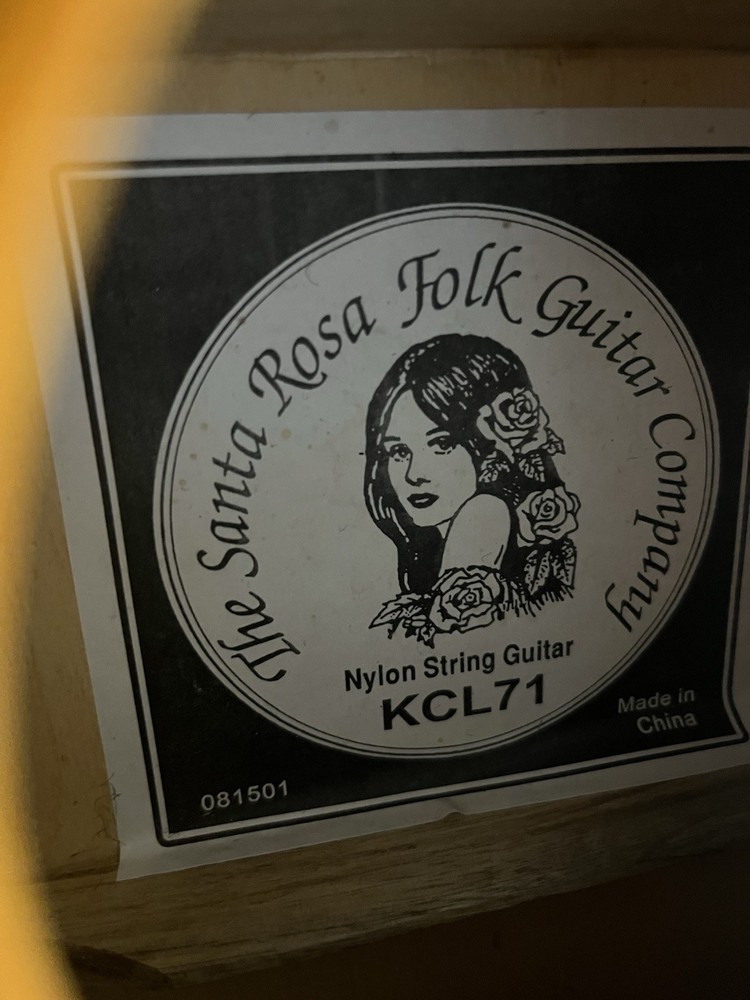 The Santa Rosa Folk Guitar Company
Nylon String Guitar
KCL71
Made in
China
081501